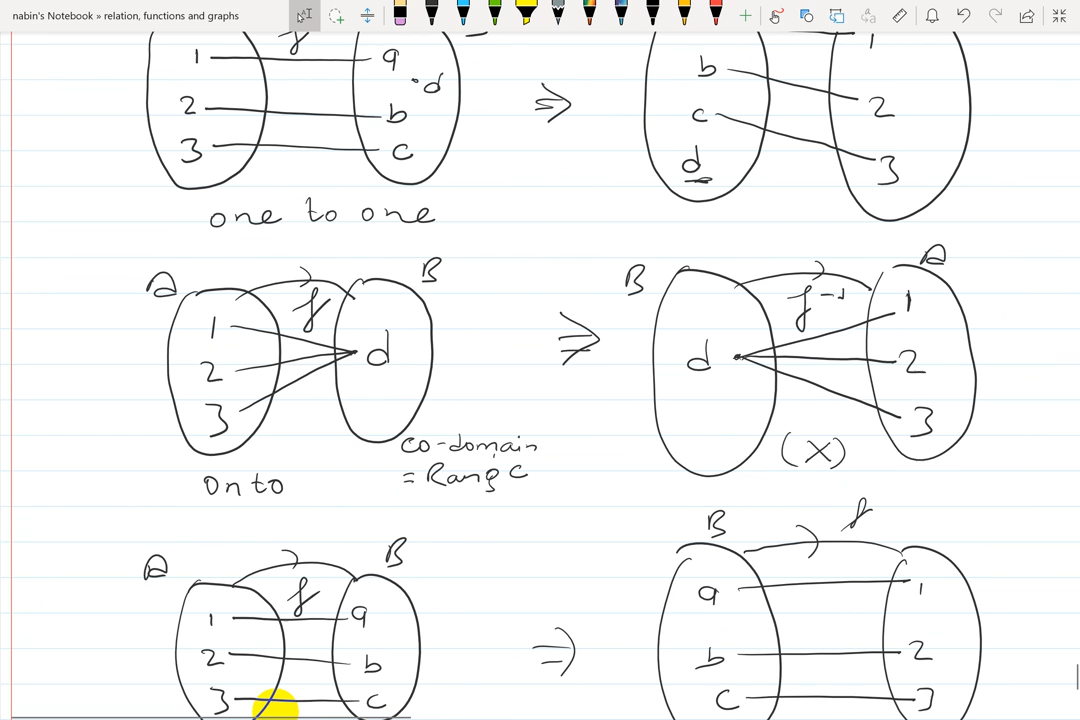 nabin's Notebook » relation, functions and graphs
f
1 a
d
2 b
3 c
one to one
1
b 2
c
d 3
A f B
1
2 d
3
co-domain
= Range
Onto
B f-1 A
1
d 2
3
(X)
A f B
1 a
2 b
3 c
B f
a 1
b 2
c 3